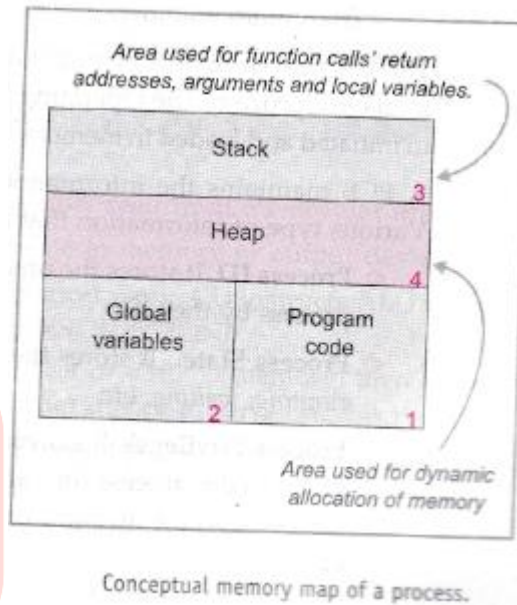 Area used for function calls' return
addresses, arguments and local variables.
Stack
3
Heap
4
Global
variables
2
Program
code
1
Area used for dynamic
allocation of memory
Conceptual memory map of a process.